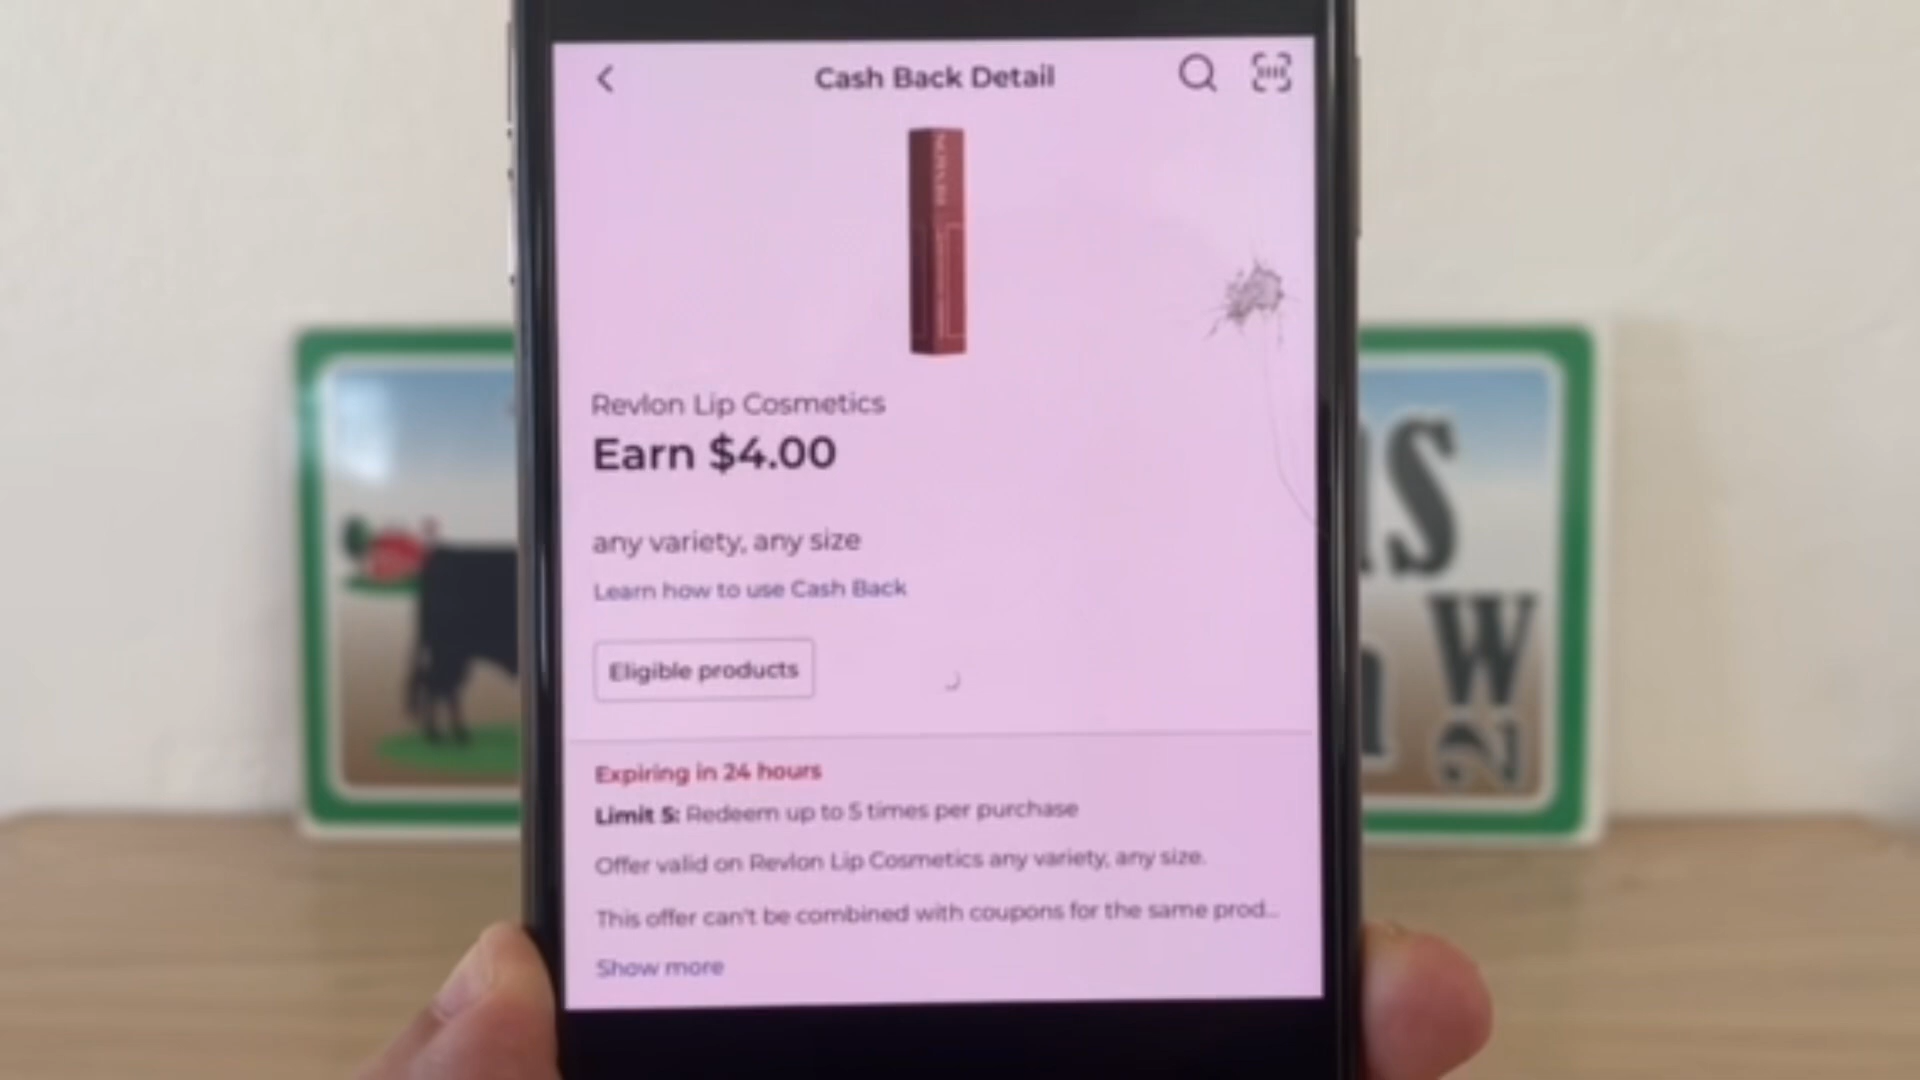 Cash Back Detail
Revlon Lip Cosmetics
Earn $4.00
any variety, any size
Learn how to use Cash Back
Eligible products
Expiring in 24 hours
Limit 5: Redeem up to 5 times per purchase
Offer valid on Revlon Lip Cosmetics any variety, any size.
This offer can't be combined with coupons for the same prod...
Show more
W